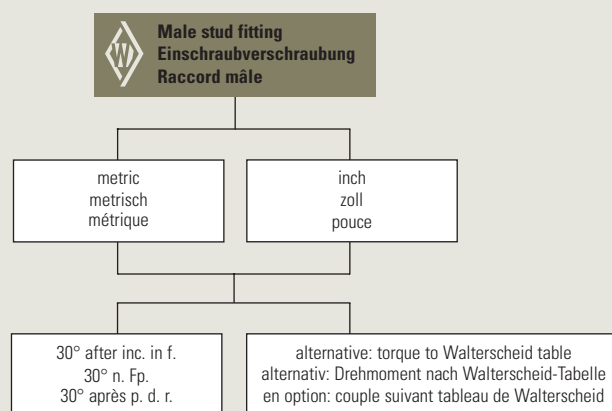 W
Male stud fitting
Einschraubverschraubung
Raccord mâle
metric
metrisch
métrique
inch
zoll
pouce
30° after inc. in f.
30° n. Fp.
30° après p. d. r.
alternative: torque to Walterscheid table
alternativ: Drehmoment nach Walterscheid-Tabelle
en option: couple suivant tableau de Walterscheid